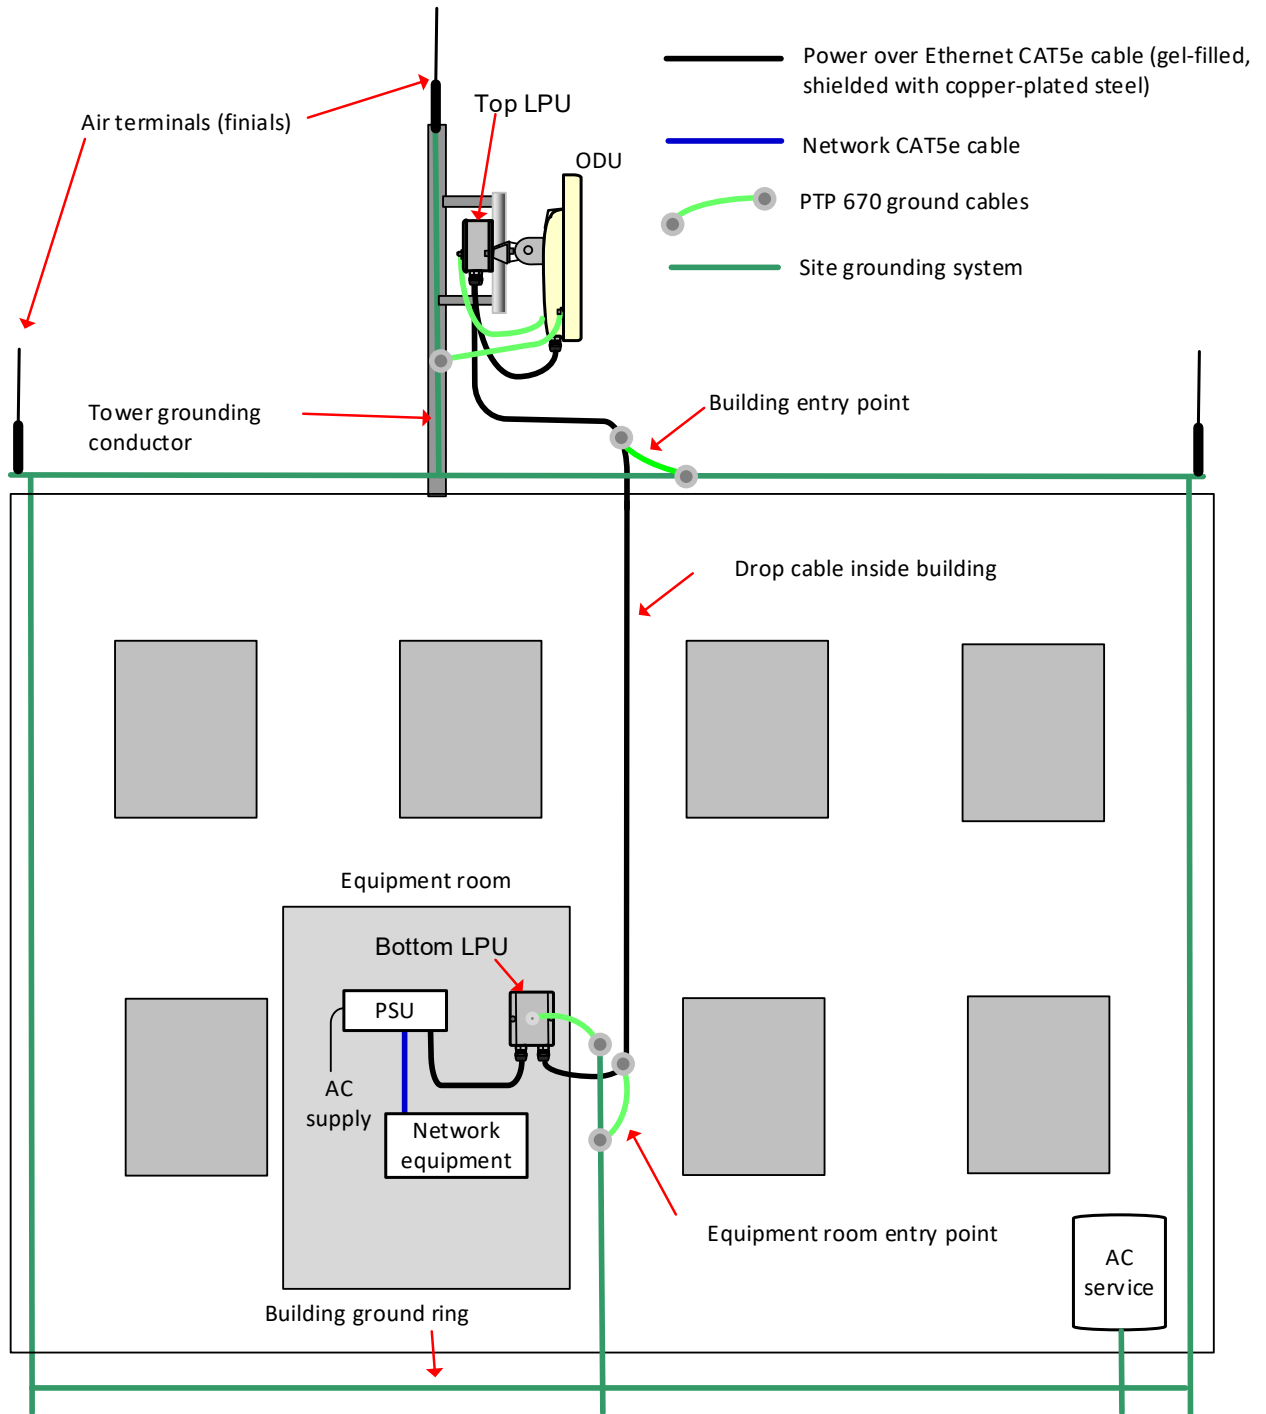 Power over Ethernet CAT5e cable (gel-filled,
shielded with copper-plated steel)
Top LPU
Air terminals (finials)
Network CAT5e cable
ODU
PTP 670 ground cables
Site grounding system
Tower grounding
conductor
Building entry point
Drop cable inside building
Equipment room
Bottom LPU
PSU
AC
supply
Network
equipment
Equipment room entry point
AC
service
Building ground ring